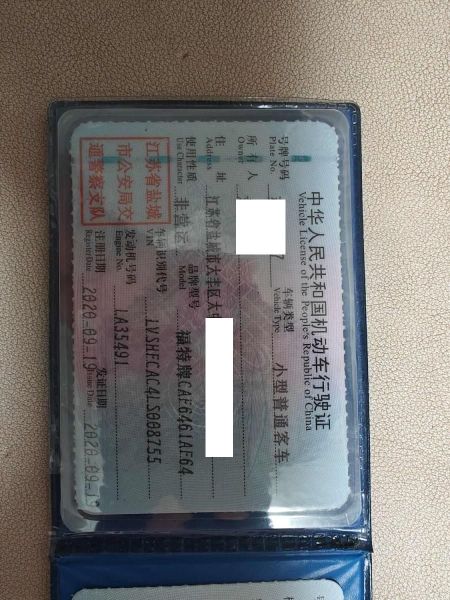 中华人民共和国机动车行驶证
Vehicle License of the People's Republic of China
号牌号码
Plate No.
车辆类型 小型普通客车
Vehicle Type
所有人
Owner
住址 江苏省盐城市大丰区大
Address
使用性质 非营运
Use Character
品牌型号 福特牌CAF6461AF64
Model
江苏省盐城
市公安局交
通警察支队
车辆识别代号 LVSHFCAC4LS008755
VIN
发动机号码 LA35491
Engine No.
注册日期 2020-09-19
Register Date
发证日期 2020-09-19
Issue Date